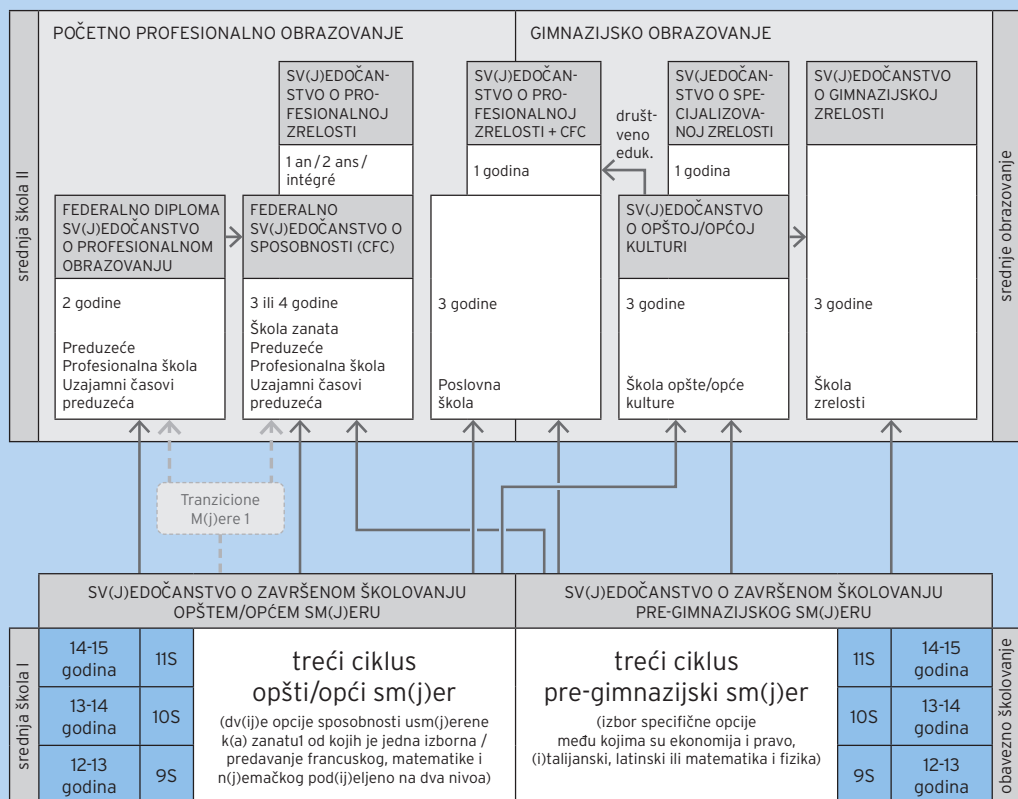 POČETNO PROFESIONALNO OBRAZOVANJE
GIMNAZIJSKO OBRAZOVANJE
srednja škola II
srednje obrazovanje
SV(J)EDOČAN-
STVO O PRO-
FESIONALNOJ
ZRELOSTI
1 an / 2 ans /
intégré
SV(J)EDOČAN-
STVO O PRO-
FESIONALNOJ
ZRELOSTI + CFC
1 godina
društ-
veno
eduk.
SV(JEDOČAN-
STVO O SPE-
CIJALIZOVA-
NOJ ZRELOSTI
1 godina
SV(J)EDOČANSTVO
O GIMNAZIJSKOJ
ZRELOSTI
FEDERALNO DIPLOMA
SV(J)EDOČANSTVO
O PROFESIONALNOM
OBRAZOVANJU
2 godine
Preduzeće
Profesionalna škola
Uzajamni časovi
preduzeća
FEDERALNO
SV(J)EDOČANSTVO O
SPOSOBNOSTI (CFC)
3 ili 4 godine
Škola zanata
Preduzeće
Profesionalna škola
Uzajamni časovi
preduzeća
3 godine
Poslovna
škola
SV(J)EDOČANSTVO
O OPŠTOJ/OPĆOJ
KULTURI
3 godine
Škola opšte/opće
kulture
3 godine
Škola
zrelosti
Tranzicione
M(j)ere 1
SV(J)EDOČANSTVO O ZAVRŠENOM ŠKOLOVANJU
OPŠTEM/OPĆEM SM(J)ERU
SV(J)EDOČANSTVO O ZAVRŠENOM ŠKOLOVANJU
PRE-GIMNAZIJSKOG SM(J)ERU
srednja škola I
14-15
godina
11S
13-14
godina
10S
12-13
godina
9S
treći ciklus
opšti/opći sm(j)er
(dv(ij)e opcije sposobnosti usm(j)erene
k(a) zanatu1 od kojih je jedna izborna /
predavanje francuskog, matematike i
n(j)emačkog pod(ij)eljeno na dva nivoa)
treći ciklus
pre-gimnazijski sm(j)er
(izbor specifične opcije
među kojima su ekonomija i pravo,
(i)talijanski, latinski ili matematika i fizika)
11S
14-15
godina
10S
13-14
godina
9S
12-13
godina
obavezno školovanje